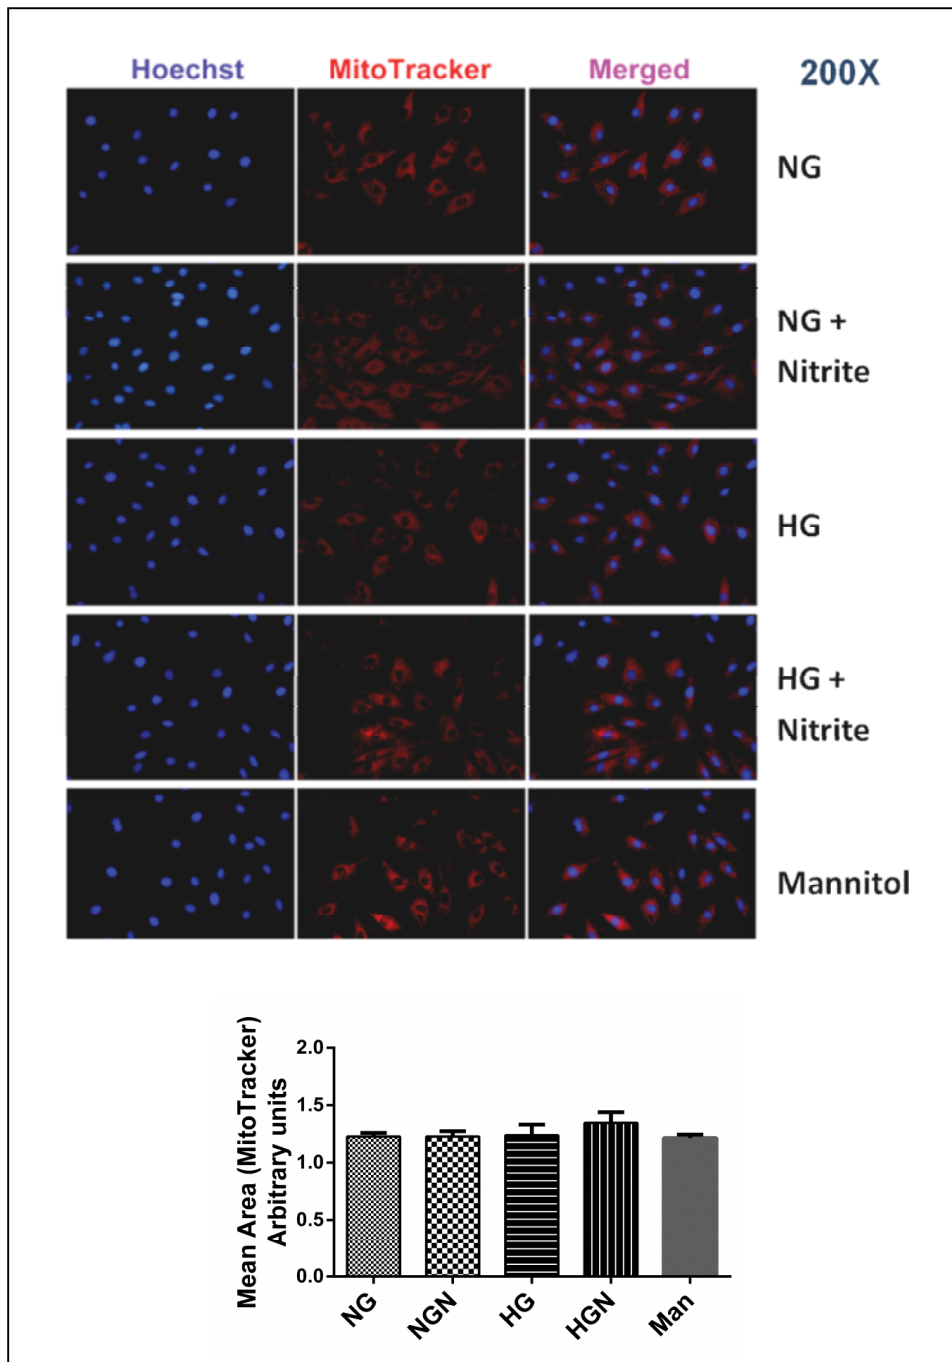 Hoechst MitoTracker Merged 200X
NG
NG +
Nitrite
HG
HG +
Nitrite
Mannitol
Mean Area (MitoTracker)
Arbitrary units
2.0
1.5
1.0
0.5
0.0
NG NGN HG HGN Man